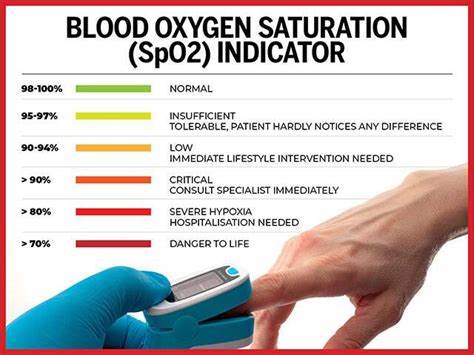 BLOOD OXYGEN SATURATION
(SpO2) INDICATOR
98-100% NORMAL
95-97% INSUFFICIENT
TOLERABLE, PATIENT HARDLY NOTICES ANY DIFFERENCE
90-94% LOW
IMMEDIATE LIFESTYLE INTERVENTION NEEDED
> 90% CRITICAL
CONSULT SPECIALIST IMMEDIATELY
> 80% SEVERE HYPOXIA
HOSPITALISATION NEEDED
> 70% DANGER TO LIFE